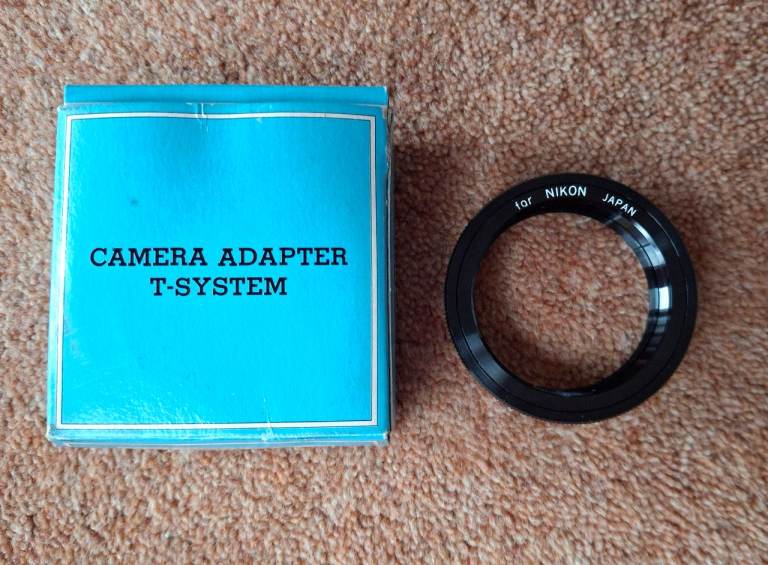 CAMERA ADAPTER
T-SYSTEM
for NIKON JAPAN